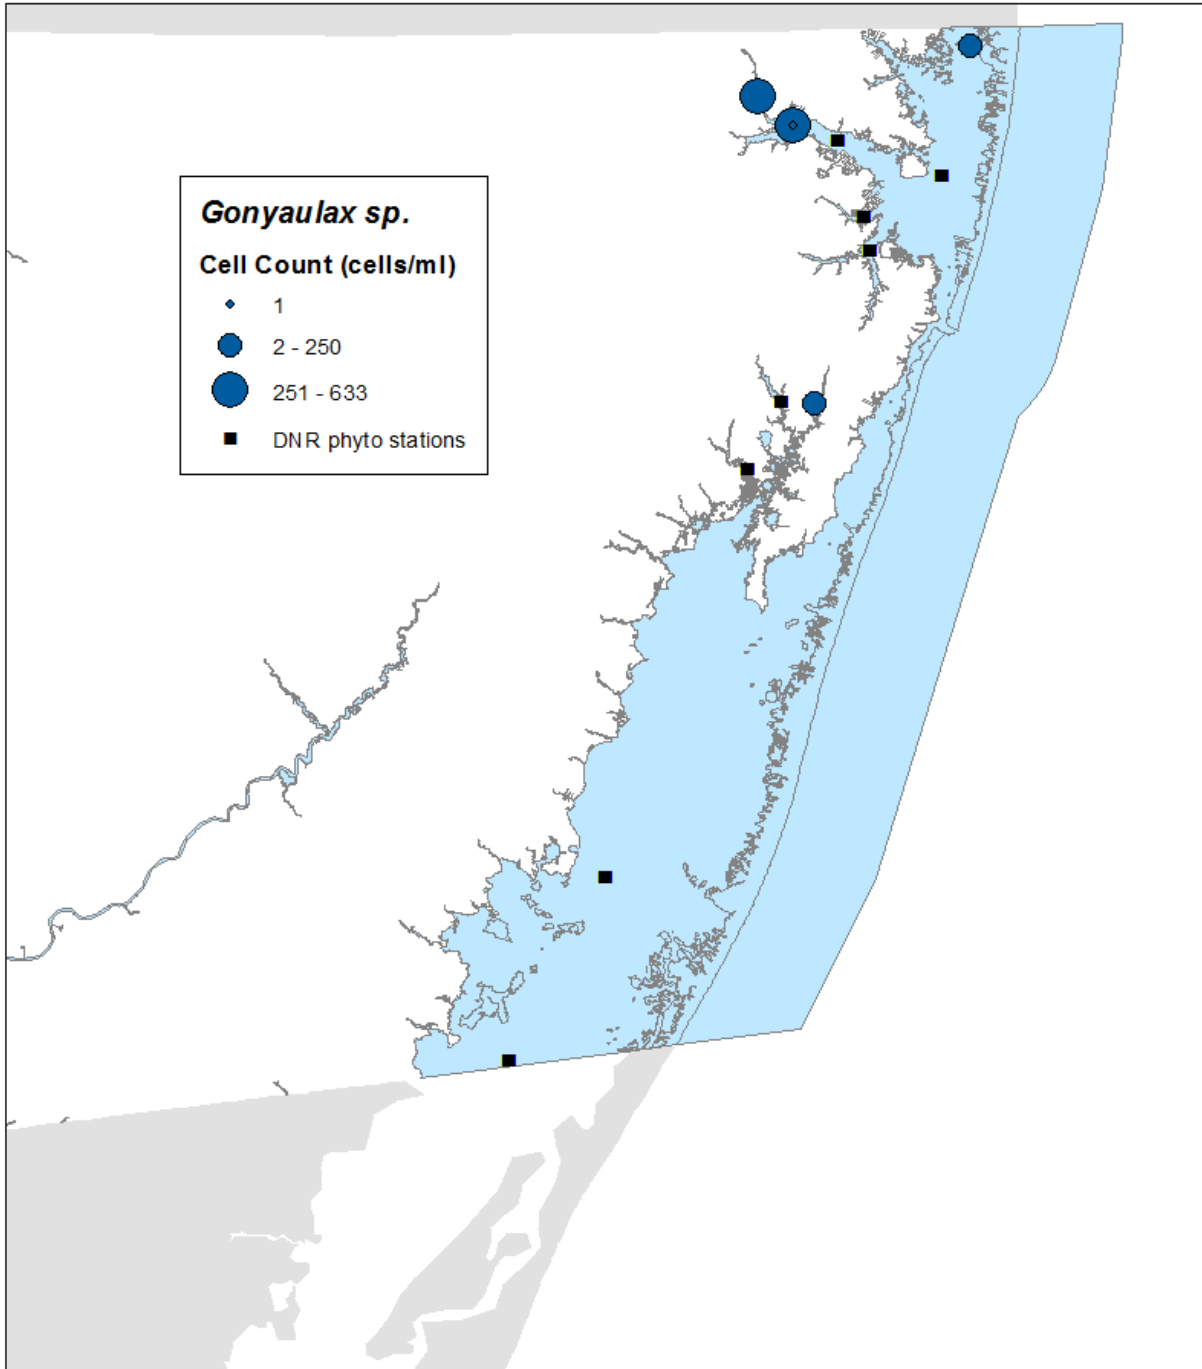 Gonyaulax sp.
Cell Count (cells/ml)
1
2 - 250
251 - 633
DNR phyto stations